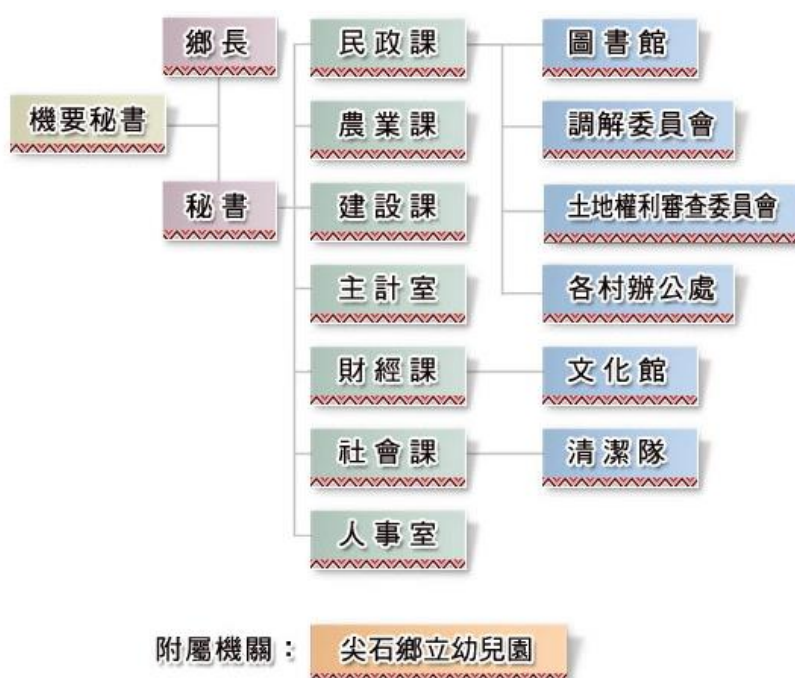 鄉長
民政課
圖書館
機要秘書
農業課
調解委員會
秘書
建設課
土地權利審查委員會
主計室
各村辦公處
財經課
文化館
社會課
清潔隊
人事室
附屬機關：
尖石鄉立幼兒園